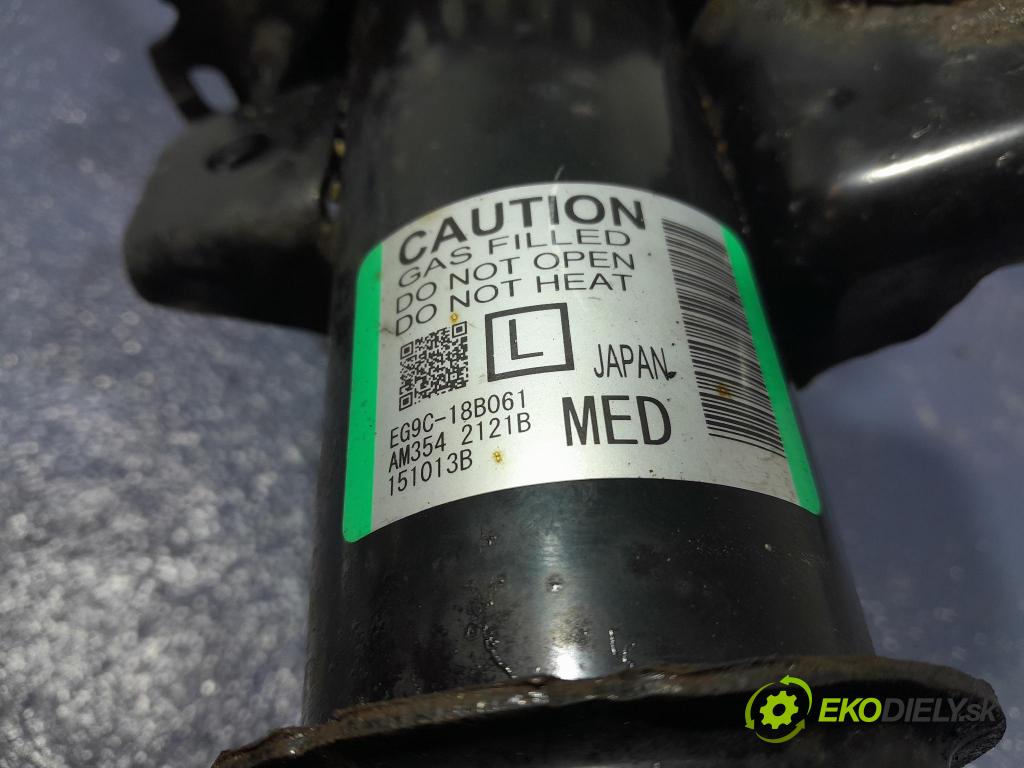 CAUTION
GAS FILLED
DO NOT OPEN
DO NOT HEAT
L
JAPAN
EG9C-18B061
AM354 2121B
151013B
MED
EKODIELY.sk